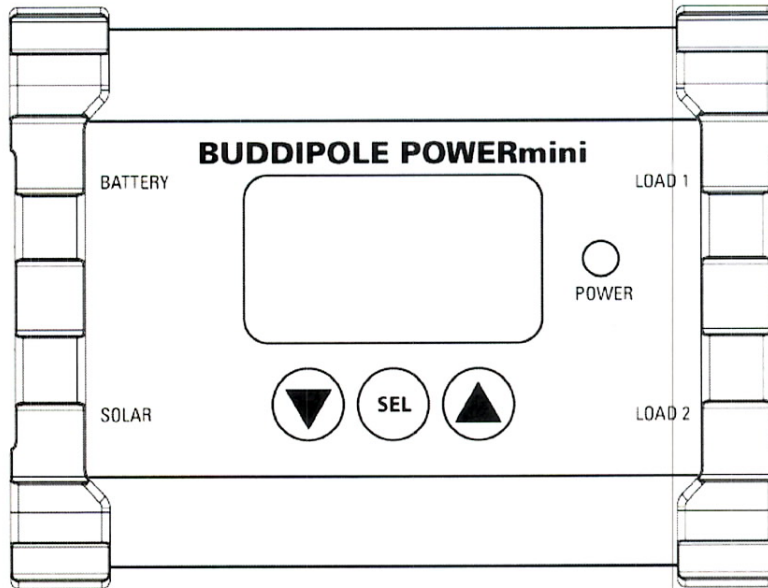 BUDDIPOLE POWERmini
BATTERY
LOAD 1
POWER
SOLAR
SEL
LOAD 2